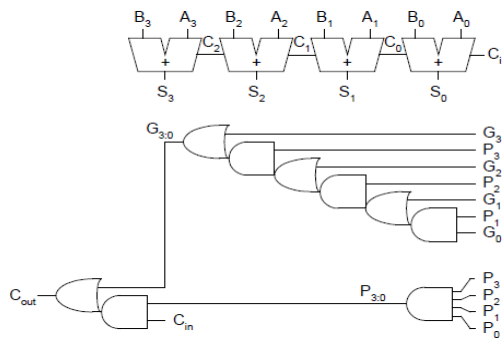 B3 A3 B2 A2 B1 A1 B0 A0
C2 C1 C0 Ci
+ + + +
S3 S2 S1 S0
G3:0
G3
P3
G2
P2
G1
P1
G0
Cout
P3:0
P3
P2
P1
P0
Cin